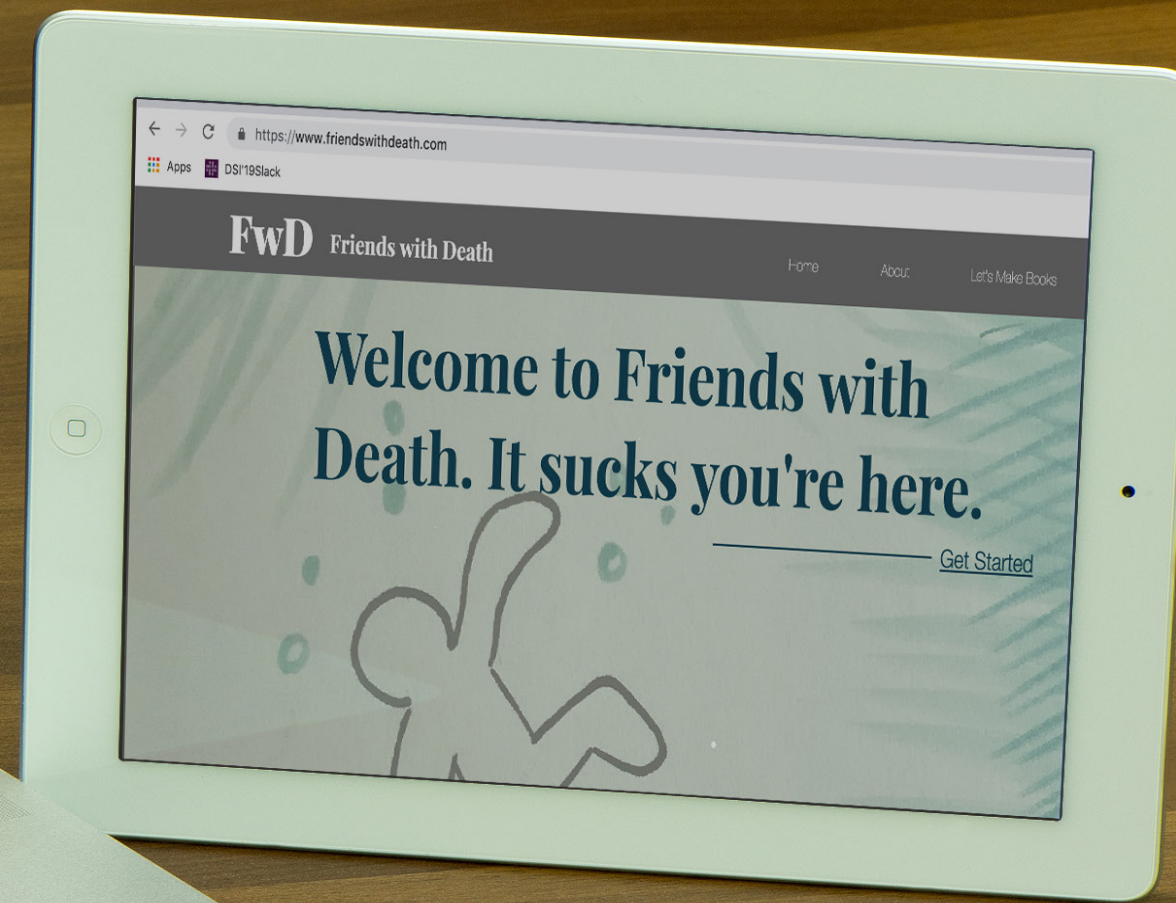 https://www.friendswithdeath.com
Apps DSI'19Slack
FwD Friends with Death
Home About Let's Make Books
Welcome to Friends with
Death. It sucks you're here.
Get Started